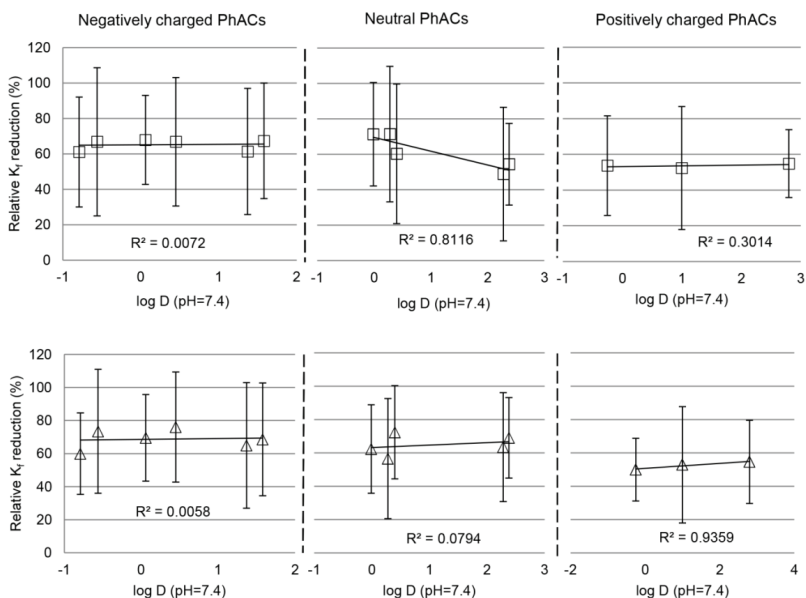 Negatively charged PhACs
Neutral PhACs
Positively charged PhACs
Relative Kf reduction (%)
120
100
80
60
40
20
0
R² = 0.0072
R² = 0.8116
R² = 0.3014
-1 0 1 2
-1 0 1 2 3
-1 0 1 2 3
log D (pH=7.4)
log D (pH=7.4)
log D (pH=7.4)
Relative Kf reduction (%)
120
100
80
60
40
20
0
R² = 0.0058
R² = 0.0794
R² = 0.9359
-1 0 1 2
-1 0 1 2 3
-2 0 2 4
log D (pH=7.4)
log D (pH=7.4)
log D (pH=7.4)